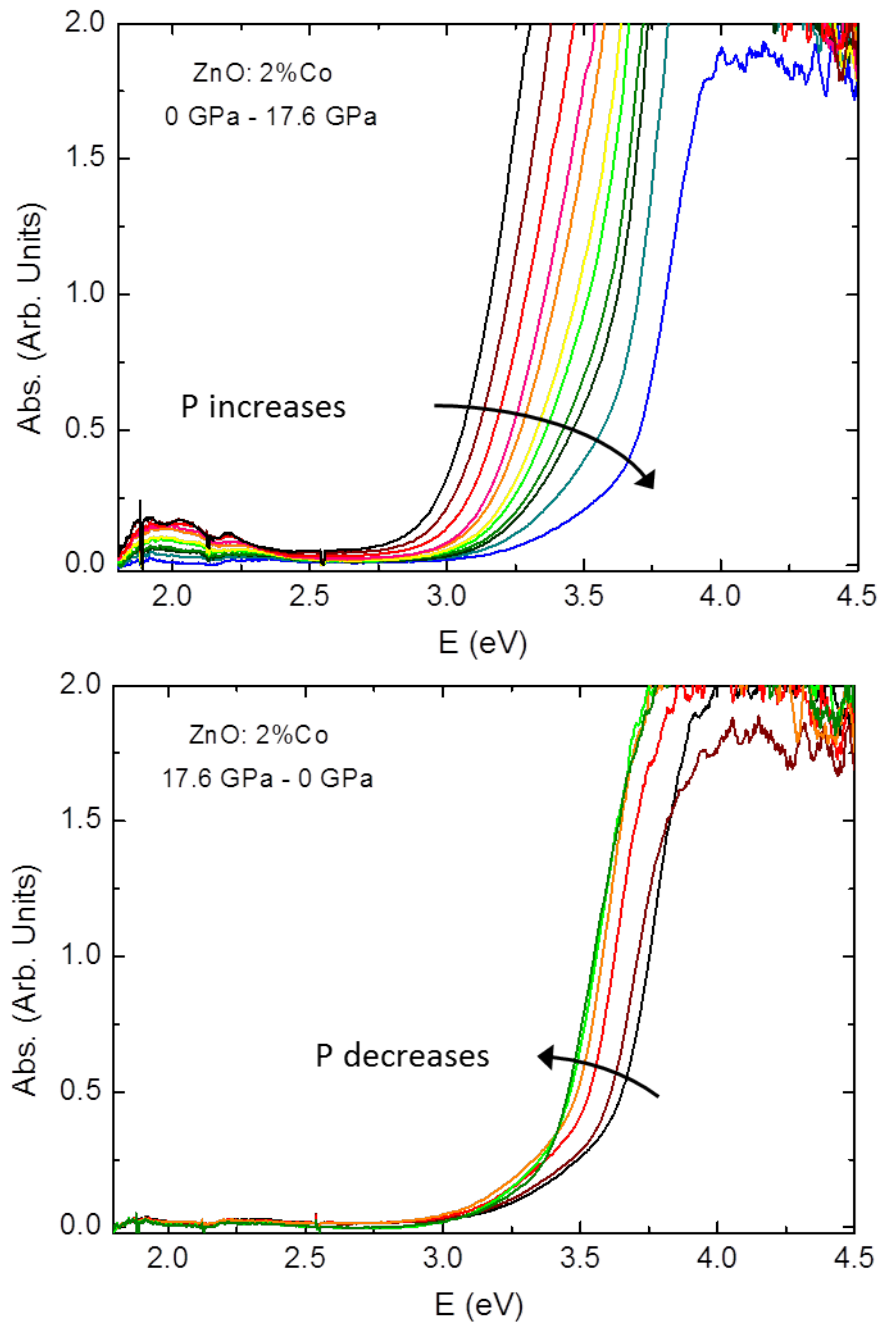 2.0
ZnO: 2%Co
0 GPa - 17.6 GPa
1.5
Abs. (Arb. Units)
1.0
P increases
0.5
0.0
2.0 2.5 3.0 3.5 4.0 4.5
E (eV)
2.0
ZnO: 2%Co
17.6 GPa - 0 GPa
1.5
Abs. (Arb. Units)
1.0
P decreases
0.5
0.0
2.0 2.5 3.0 3.5 4.0 4.5
E (eV)